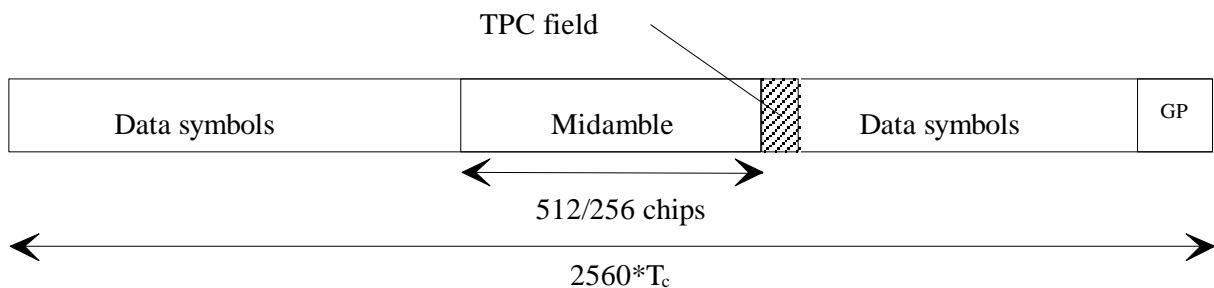 TPC field
Data symbols
Midamble
Data symbols
GP
512/256 chips
2560*Tc